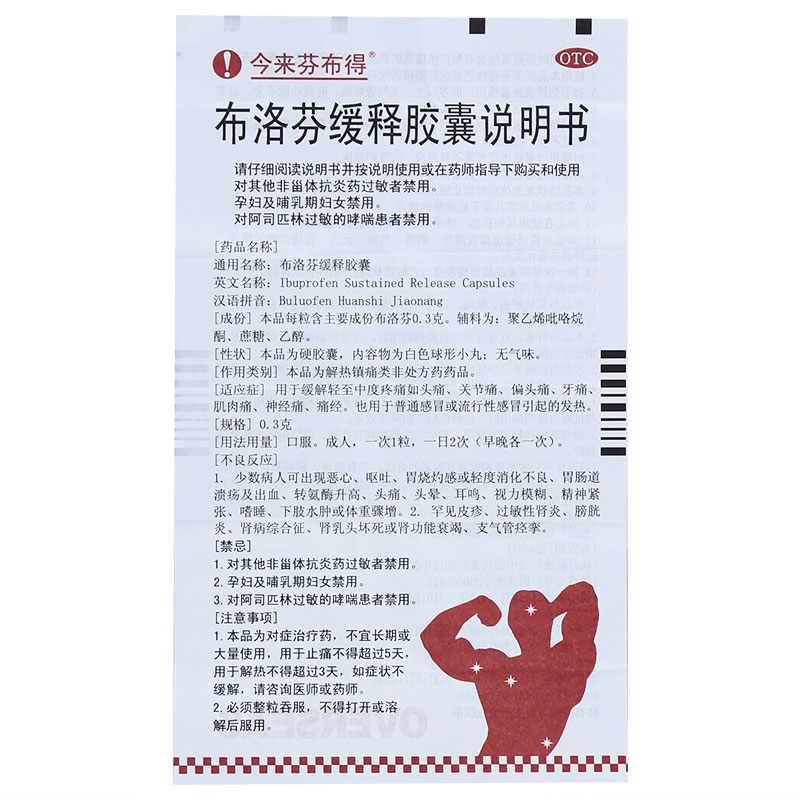 今来芬布得®
OTC
布洛芬缓释胶囊说明书
请仔细阅读说明书并按说明使用或在药师指导下购买和使用
对其他非甾体抗炎药过敏者禁用。
孕妇及哺乳期妇女禁用。
对阿司匹林过敏的哮喘患者禁用。
[药品名称]
通用名称：布洛芬缓释胶囊
英文名称：Ibuprofen Sustained Release Capsules
汉语拼音：Buluofen Huanshi Jiaonang
[成份] 本品每粒含主要成份布洛芬0.3克。辅料为：聚乙烯吡咯烷
酮、蔗糖、乙醇。
[性状] 本品为硬胶囊，内容物为白色球形小丸；无气味。
[作用类别] 本品为解热镇痛类非处方药药品。
[适应症] 用于缓解轻至中度疼痛如头痛、关节痛、偏头痛、牙痛、
肌肉痛、神经痛、痛经。也用于普通感冒或流行性感冒引起的发热。
[规格] 0.3克
[用法用量] 口服。成人，一次1粒，一日2次（早晚各一次）。
[不良反应]
1. 少数病人可出现恶心、呕吐、胃烧灼感或轻度消化不良、胃肠道
溃疡及出血、转氨酶升高、头痛、头晕、耳鸣、视力模糊、精神紧
张、嗜睡、下肢水肿或体重骤增。2. 罕见皮疹、过敏性肾炎、膀胱
炎、肾病综合征、肾乳头坏死或肾功能衰竭、支气管痉挛。
[禁忌]
1.对其他非甾体抗炎药过敏者禁用。
2.孕妇及哺乳期妇女禁用。
3.对阿司匹林过敏的哮喘患者禁用。
[注意事项]
1.本品为对症治疗药，不宜长期或
大量使用，用于止痛不得超过5天，
用于解热不得超过3天，如症状不
缓解，请咨询医师或药师。
2.必须整粒吞服，不得打开或溶
解后服用。